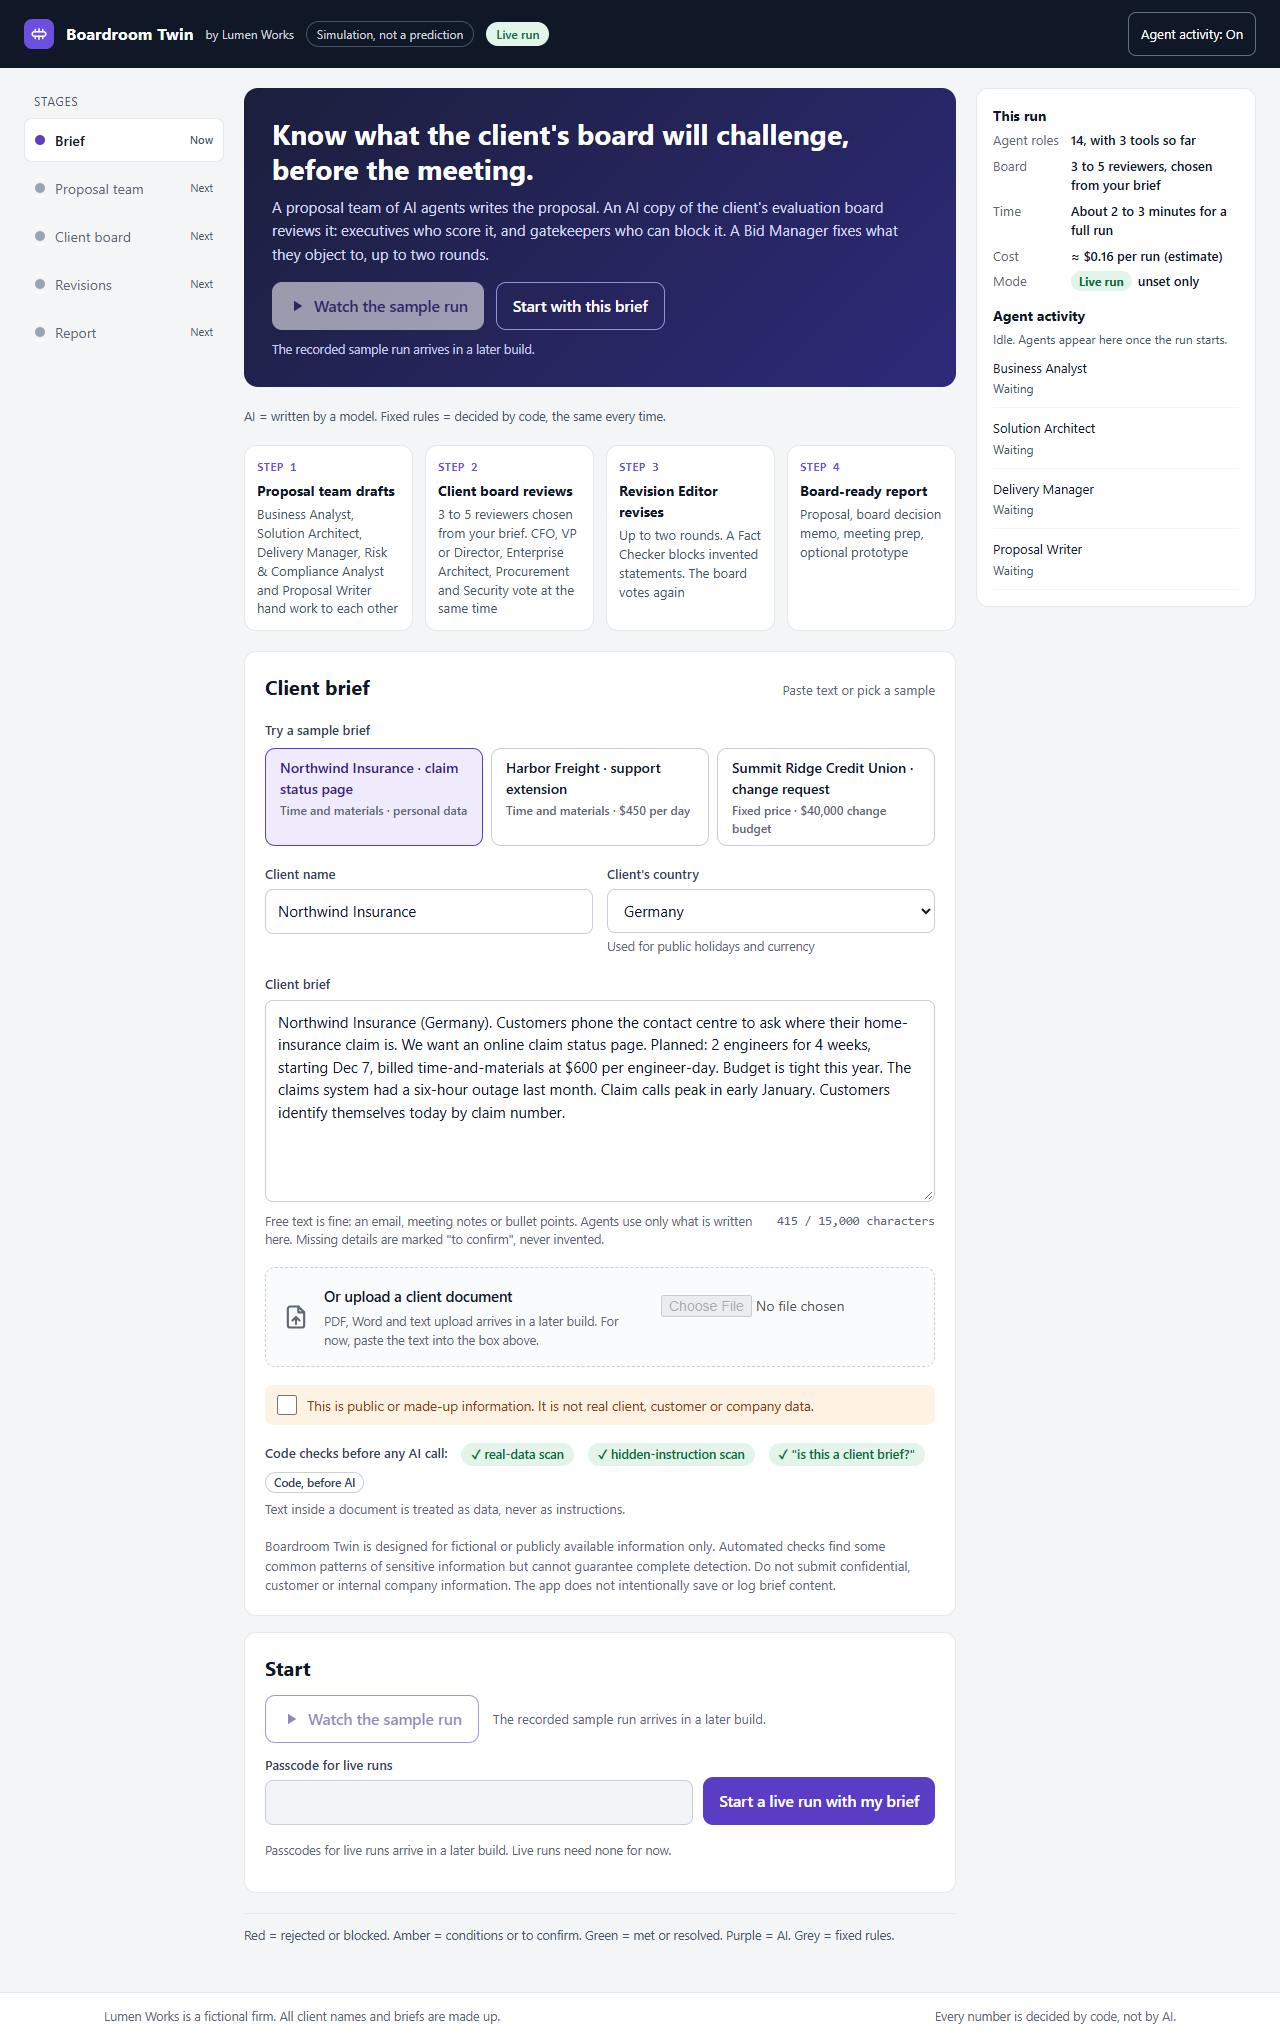 Boardroom Twin by Lumen Works Simulation, not a prediction Live run Agent activity: On
STAGES
Brief Now
Proposal team Next
Client board Next
Revisions Next
Report Next
Know what the client's board will challenge,
before the meeting.
A proposal team of AI agents writes the proposal. An AI copy of the client's evaluation board
reviews it: executives who score it, and gatekeepers who can block it. A Bid Manager fixes what
they object to, up to two rounds.
Watch the sample run Start with this brief
The recorded sample run arrives in a later build.
AI = written by a model. Fixed rules = decided by code, the same every time.
STEP 1
Proposal team drafts
Business Analyst,
Solution Architect,
Delivery Manager, Risk
& Compliance Analyst
and Proposal Writer
hand work to each other
STEP 2
Client board reviews
3 to 5 reviewers chosen
from your brief. CFO, VP
or Director, Enterprise
Architect, Procurement
and Security vote at the
same time
STEP 3
Revision Editor
revises
Up to two rounds. A Fact
Checker blocks invented
statements. The board
votes again
STEP 4
Board-ready report
Proposal, board decision
memo, meeting prep,
optional prototype
Client brief Paste text or pick a sample
Try a sample brief
Northwind Insurance · claim
status page
Time and materials · personal data
Harbor Freight · support
extension
Time and materials · $450 per day
Summit Ridge Credit Union ·
change request
Fixed price · $40,000 change
budget
Client name
Northwind Insurance
Client's country
Germany
Used for public holidays and currency
Client brief
Northwind Insurance (Germany). Customers phone the contact centre to ask where their home-
insurance claim is. We want an online claim status page. Planned: 2 engineers for 4 weeks,
starting Dec 7, billed time-and-materials at $600 per engineer-day. Budget is tight this year. The
claims system had a six-hour outage last month. Claim calls peak in early January. Customers
identify themselves today by claim number.
Free text is fine: an email, meeting notes or bullet points. Agents use only what is written
here. Missing details are marked "to confirm", never invented.
415 / 15,000 characters
Or upload a client document
PDF, Word and text upload arrives in a later build. For
now, paste the text into the box above.
Choose File No file chosen
This is public or made-up information. It is not real client, customer or company data.
Code checks before any AI call: ✓ real-data scan ✓ hidden-instruction scan ✓ "is this a client brief?"
Code, before AI
Text inside a document is treated as data, never as instructions.
Boardroom Twin is designed for fictional or publicly available information only. Automated checks find some
common patterns of sensitive information but cannot guarantee complete detection. Do not submit confidential,
customer or internal company information. The app does not intentionally save or log brief content.
Start
Watch the sample run The recorded sample run arrives in a later build.
Passcode for live runs
Start a live run with my brief
Passcodes for live runs arrive in a later build. Live runs need none for now.
Red = rejected or blocked. Amber = conditions or to confirm. Green = met or resolved. Purple = AI. Grey = fixed rules.
This run
Agent roles 14, with 3 tools so far
Board 3 to 5 reviewers, chosen
from your brief
Time About 2 to 3 minutes for a
full run
Cost ≈ $0.16 per run (estimate)
Mode Live run unset only
Agent activity
Idle. Agents appear here once the run starts.
Business Analyst
Waiting
Solution Architect
Waiting
Delivery Manager
Waiting
Proposal Writer
Waiting
Lumen Works is a fictional firm. All client names and briefs are made up. Every number is decided by code, not by AI.